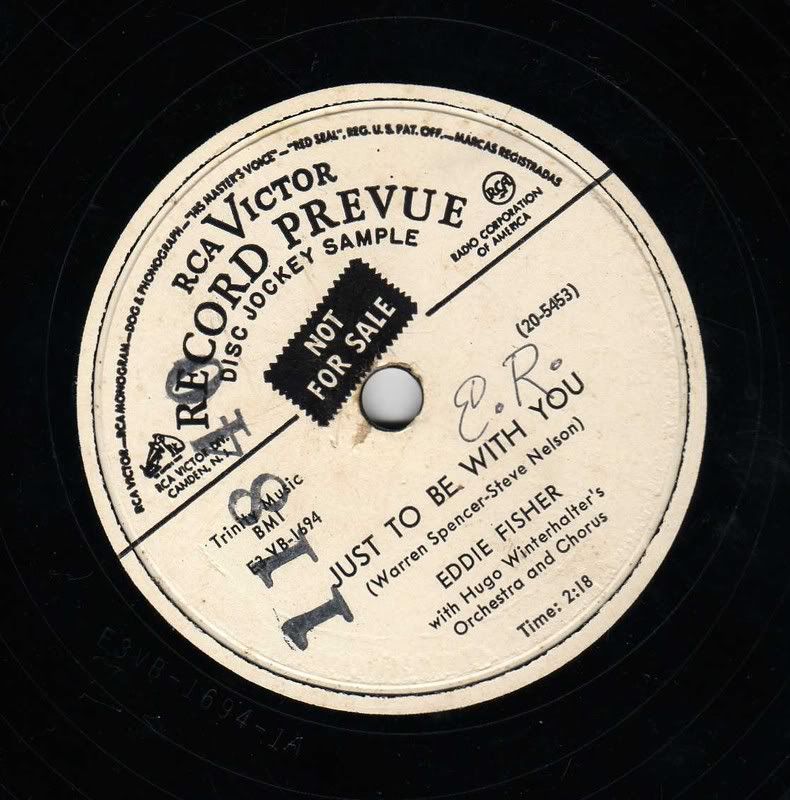 RCA VICTOR—RCA MONOGRAM—DOG & PHONOGRAPH—"HIS MASTER'S VOICE"—"RED SEAL", REG. U. S. PAT. OFF.—MARCAS REGISTRADAS
RCA VICTOR
RECORD PREVUE
DISC JOCKEY SAMPLE
RCA
RADIO CORPORATION
OF AMERICA
NOT
FOR SALE
RCA VICTOR DIV.
CAMDEN, N. J.
(20-5453)
E.R.
11848
Trinity Music
BMI
E3-VB-1694
JUST TO BE WITH YOU
(Warren Spencer-Steve Nelson)
EDDIE FISHER
with Hugo Winterhalter's
Orchestra and Chorus
Time: 2:18
E3VB-1694-1A